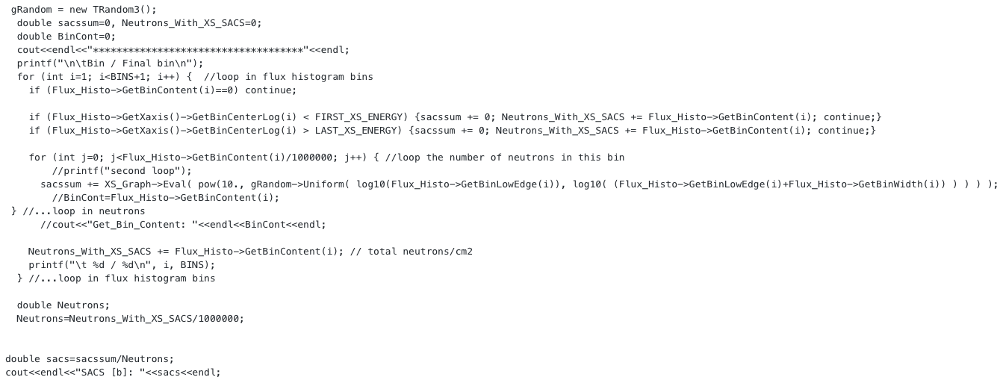 gRandom = new TRandom3();
double sacssum=0, Neutrons_With_XS_SACS=0;
double BinCont=0;
cout<<endl<<"************************************"<<endl;
printf("\n\tBin / Final bin\n");
for (int i=1; i<BINS+1; i++) {  //loop in flux histogram bins
if (Flux_Histo->GetBinContent(i)==0) continue;
if (Flux_Histo->GetXaxis()->GetBinCenterLog(i) < FIRST_XS_ENERGY) {sacssum += 0; Neutrons_With_XS_SACS += Flux_Histo->GetBinContent(i); continue;}
if (Flux_Histo->GetXaxis()->GetBinCenterLog(i) > LAST_XS_ENERGY) {sacssum += 0; Neutrons_With_XS_SACS += Flux_Histo->GetBinContent(i); continue;}
for (int j=0; j<Flux_Histo->GetBinContent(i)/1000000; j++) { //loop the number of neutrons in this bin
//printf("second loop");
sacssum += XS_Graph->Eval( pow(10., gRandom->Uniform( log10(Flux_Histo->GetBinLowEdge(i)), log10( (Flux_Histo->GetBinLowEdge(i)+Flux_Histo->GetBinWidth(i)) ) ) ) );
//BinCont=Flux_Histo->GetBinContent(i);
} //...loop in neutrons
//cout<<"Get_Bin_Content: "<<endl<<BinCont<<endl;
Neutrons_With_XS_SACS += Flux_Histo->GetBinContent(i); // total neutrons/cm2
printf("\t %d / %d\n", i, BINS);
} //...loop in flux histogram bins
double Neutrons;
Neutrons=Neutrons_With_XS_SACS/1000000;
double sacs=sacssum/Neutrons;
cout<<endl<<"SACS [b]: "<<sacs<<endl;